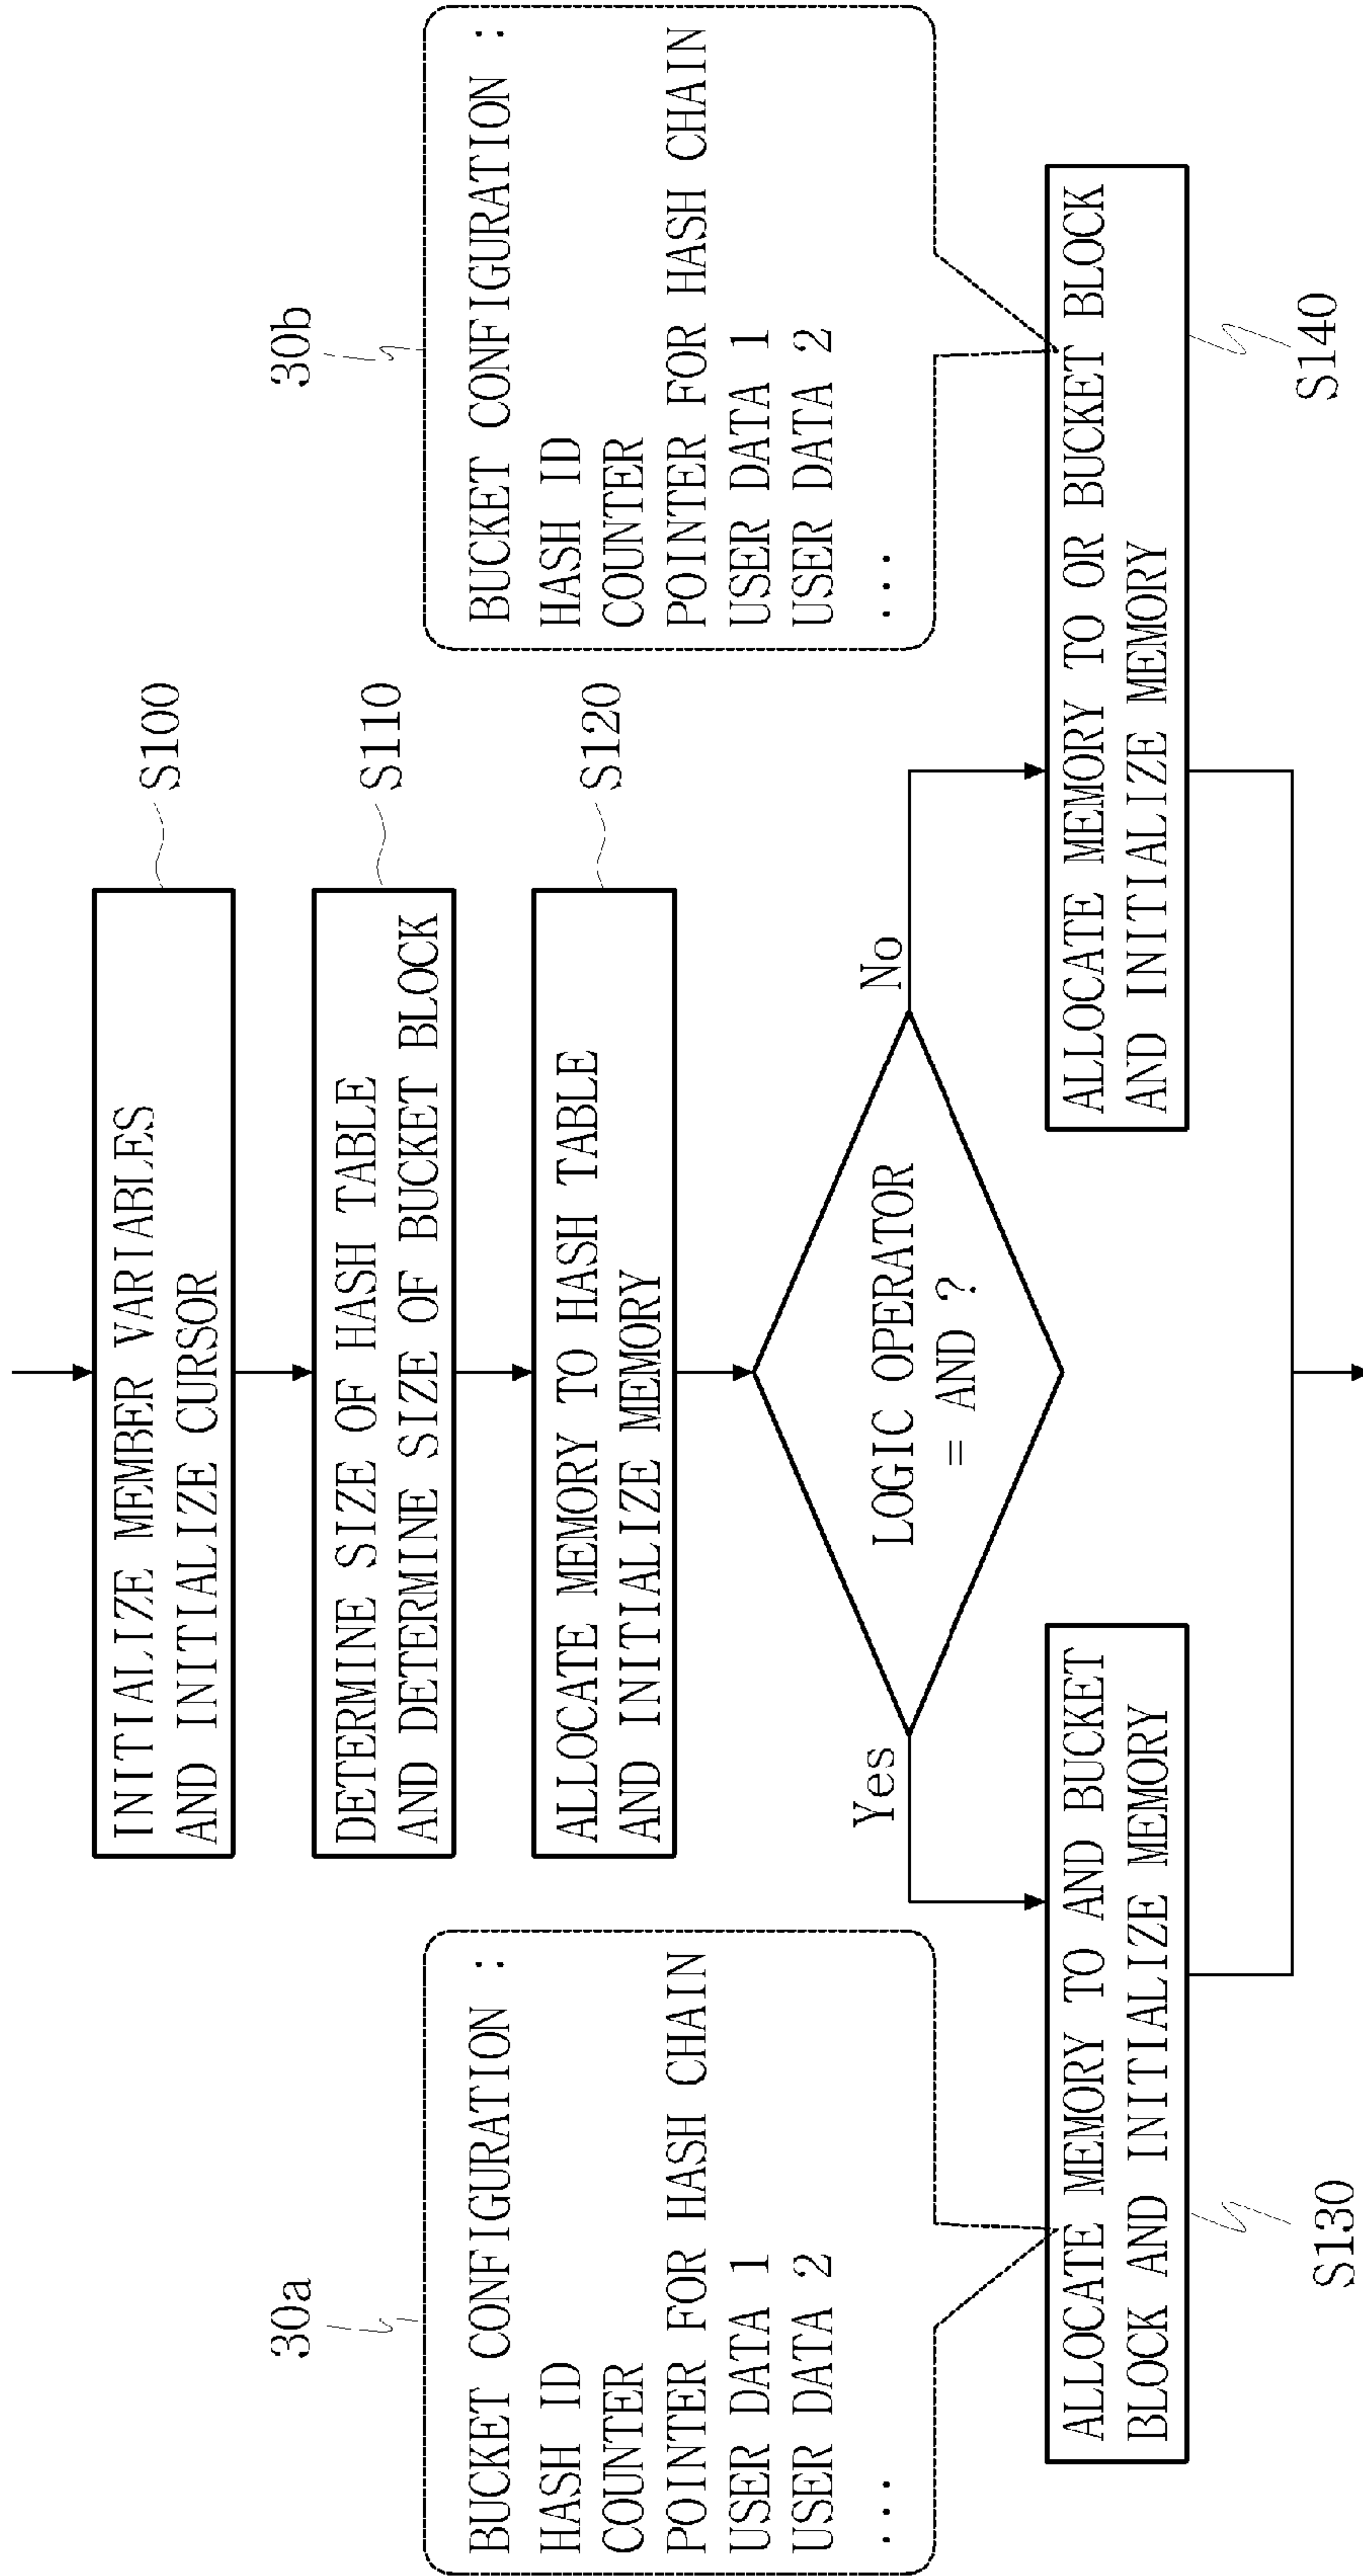 INITIALIZE MEMBER VARIABLES
AND INITIALIZE CURSOR
S100
DETERMINE SIZE OF HASH TABLE
AND DETERMINE SIZE OF BUCKET BLOCK
S110
ALLOCATE MEMORY TO HASH TABLE
AND INITIALIZE MEMORY
S120
30a
BUCKET CONFIGURATION :
HASH ID
COUNTER
POINTER FOR HASH CHAIN
USER DATA 1
USER DATA 2
...
30b
BUCKET CONFIGURATION :
HASH ID
COUNTER
POINTER FOR HASH CHAIN
USER DATA 1
USER DATA 2
...
Yes
LOGIC OPERATOR
= AND ?
No
ALLOCATE MEMORY TO AND BUCKET
BLOCK AND INITIALIZE MEMORY
S130
ALLOCATE MEMORY TO OR BUCKET BLOCK
AND INITIALIZE MEMORY
S140